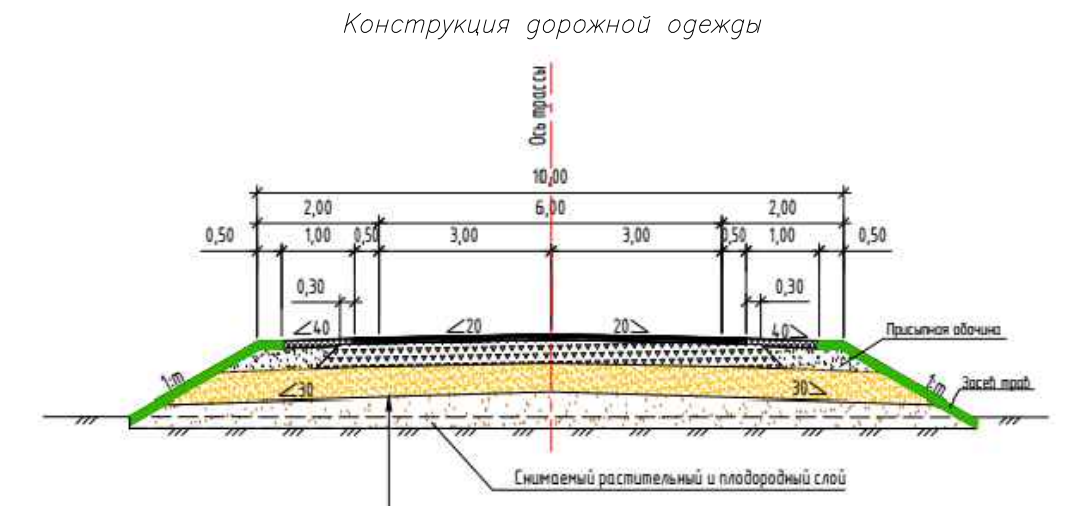 Конструкция дорожной одежды
Ось трассы
10,00
2,00 6,00 2,00
0,50 1,00 0,50 3,00 3,00 0,50 1,00 0,50
0,30 0,30
40 20 20 40
Присыпная обочина
1:m 1:m
Засев трав
30 30
Снимаемый растительный и плодородный слой